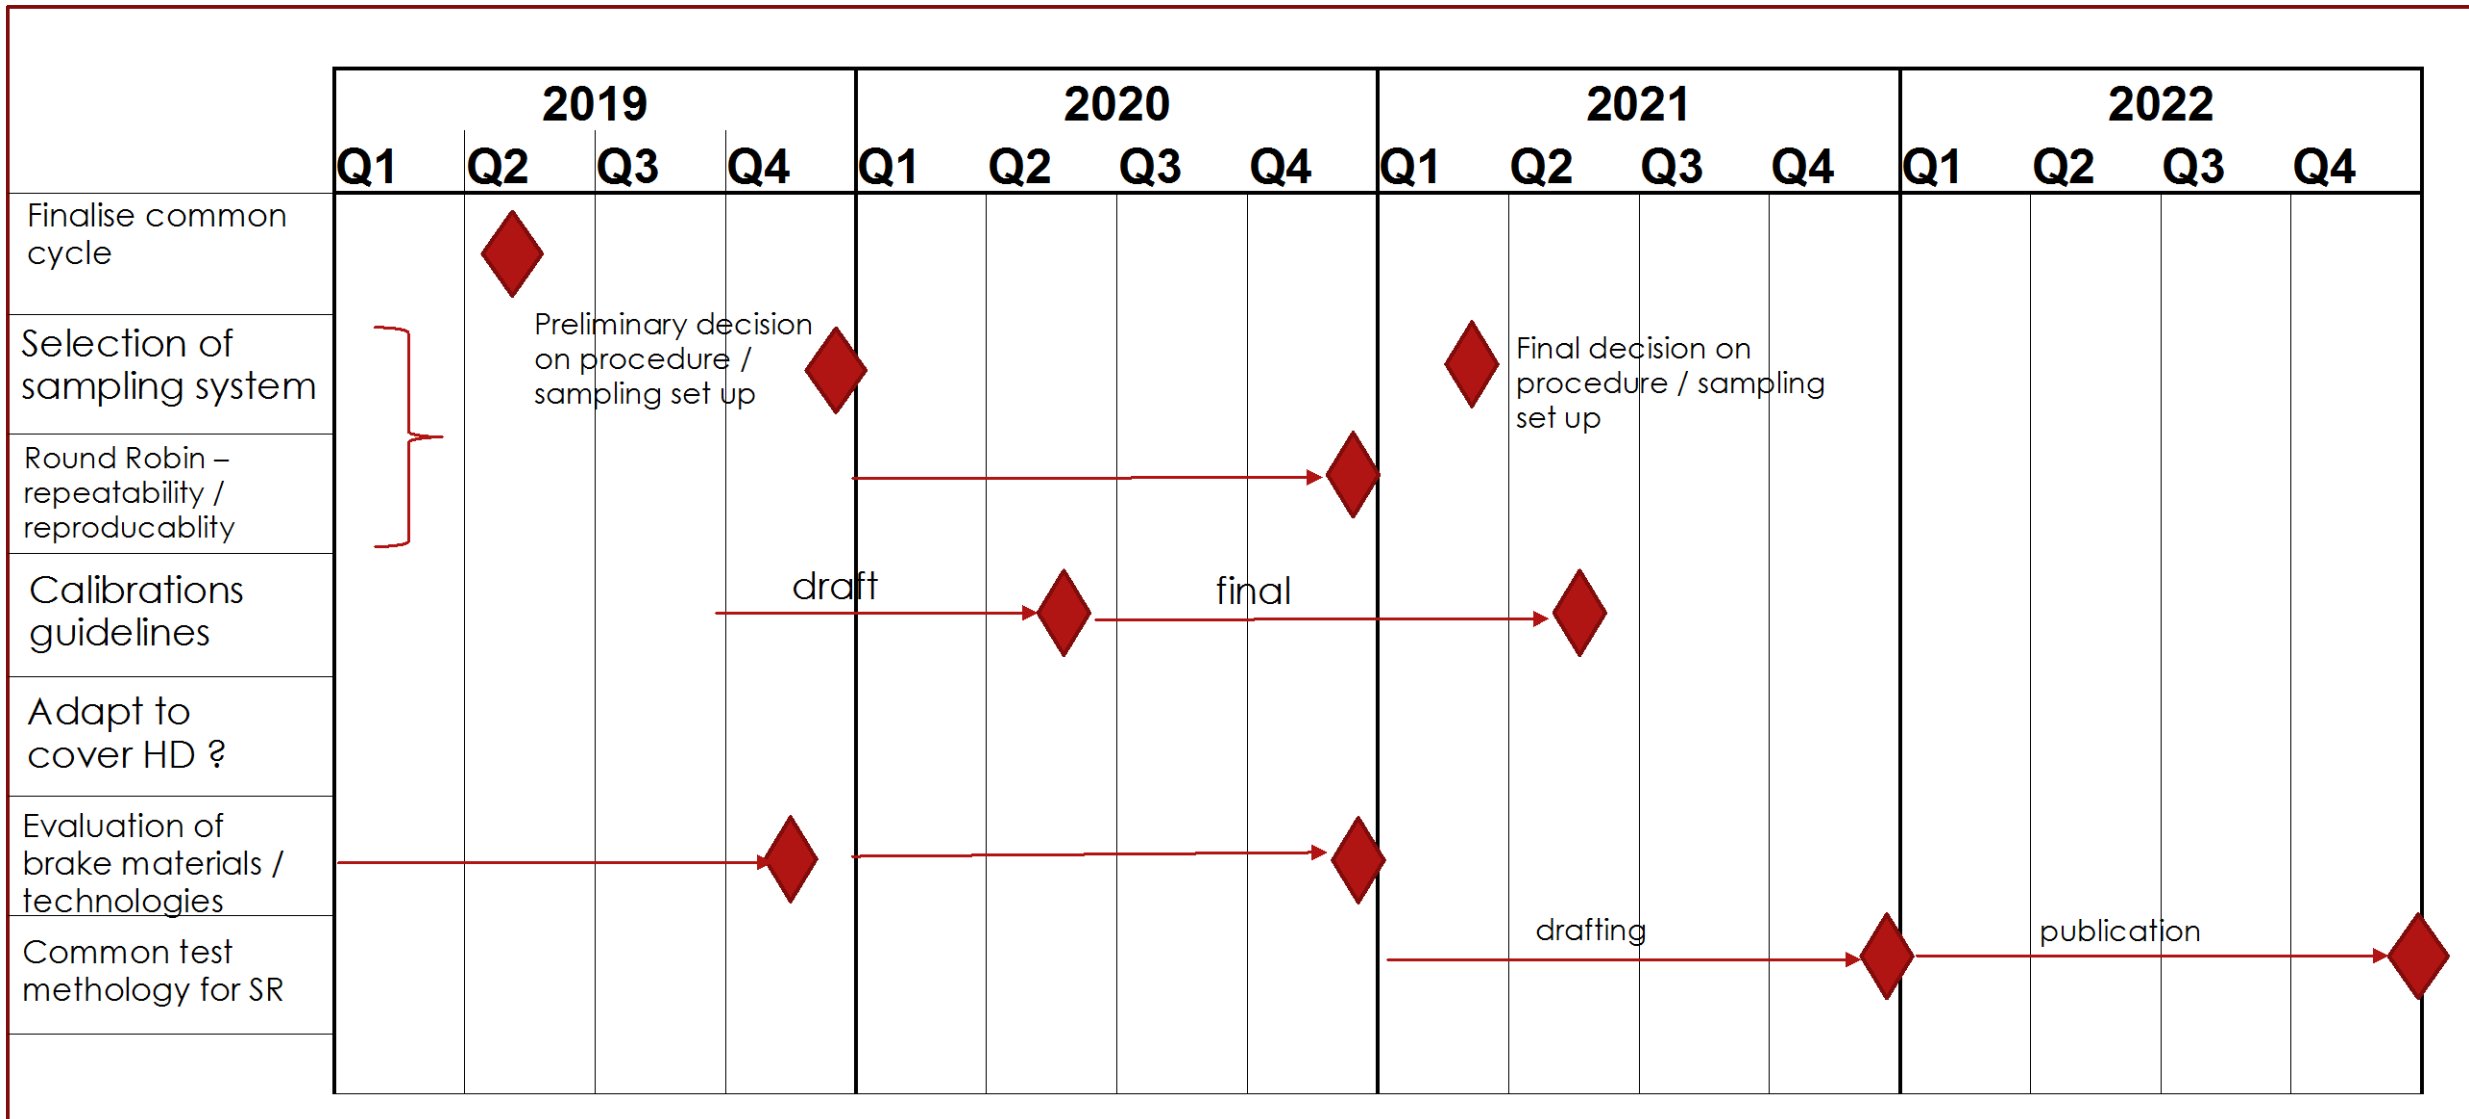 2019 2020 2021 2022
Q1 Q2 Q3 Q4 Q1 Q2 Q3 Q4 Q1 Q2 Q3 Q4 Q1 Q2 Q3 Q4
Finalise common
cycle
Selection of
sampling system
Preliminary decision
on procedure /
sampling set up
Final decision on
procedure / sampling
set up
Round Robin –
repeatability /
reproducablity
Calibrations
guidelines
draft
final
Adapt to
cover HD ?
Evaluation of
brake materials /
technologies
Common test
methology for SR
drafting
publication